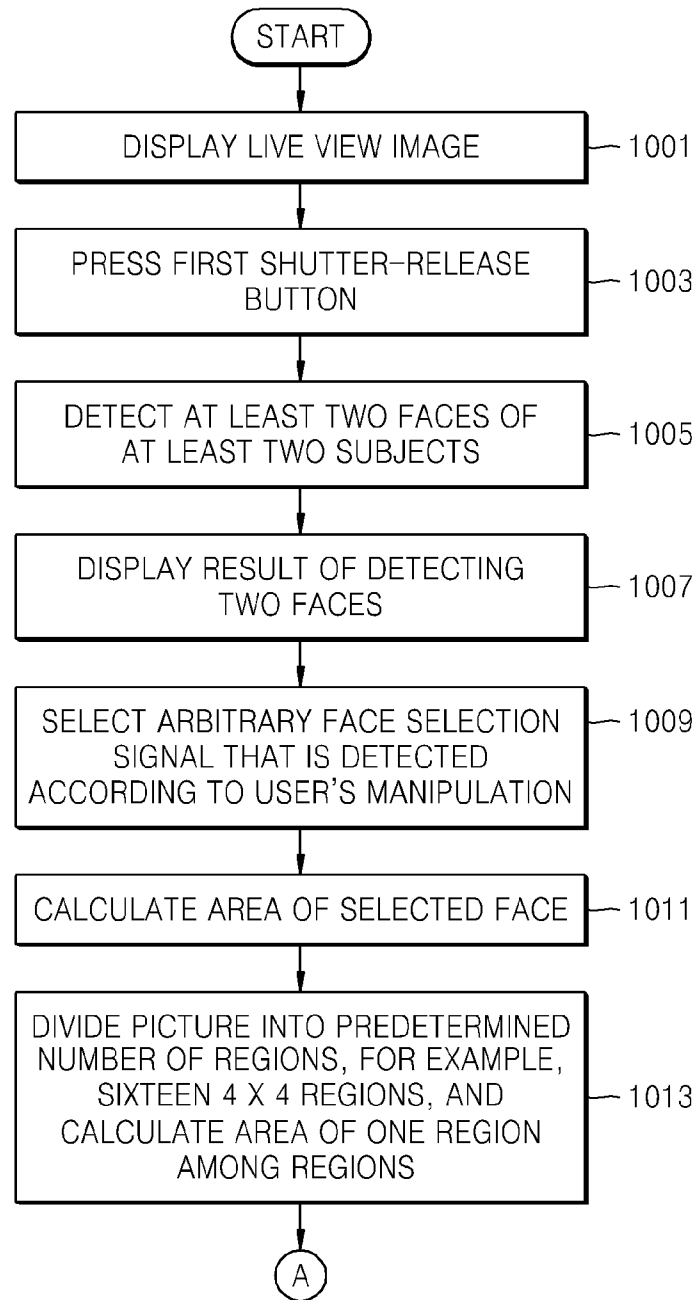 START
DISPLAY LIVE VIEW IMAGE
1001
PRESS FIRST SHUTTER-RELEASE
BUTTON
1003
DETECT AT LEAST TWO FACES OF
AT LEAST TWO SUBJECTS
1005
DISPLAY RESULT OF DETECTING
TWO FACES
1007
SELECT ARBITRARY FACE SELECTION
SIGNAL THAT IS DETECTED
ACCORDING TO USER'S MANIPULATION
1009
CALCULATE AREA OF SELECTED FACE
1011
DIVIDE PICTURE INTO PREDETERMINED
NUMBER OF REGIONS, FOR EXAMPLE,
SIXTEEN 4 X 4 REGIONS, AND
CALCULATE AREA OF ONE REGION
AMONG REGIONS
1013
A